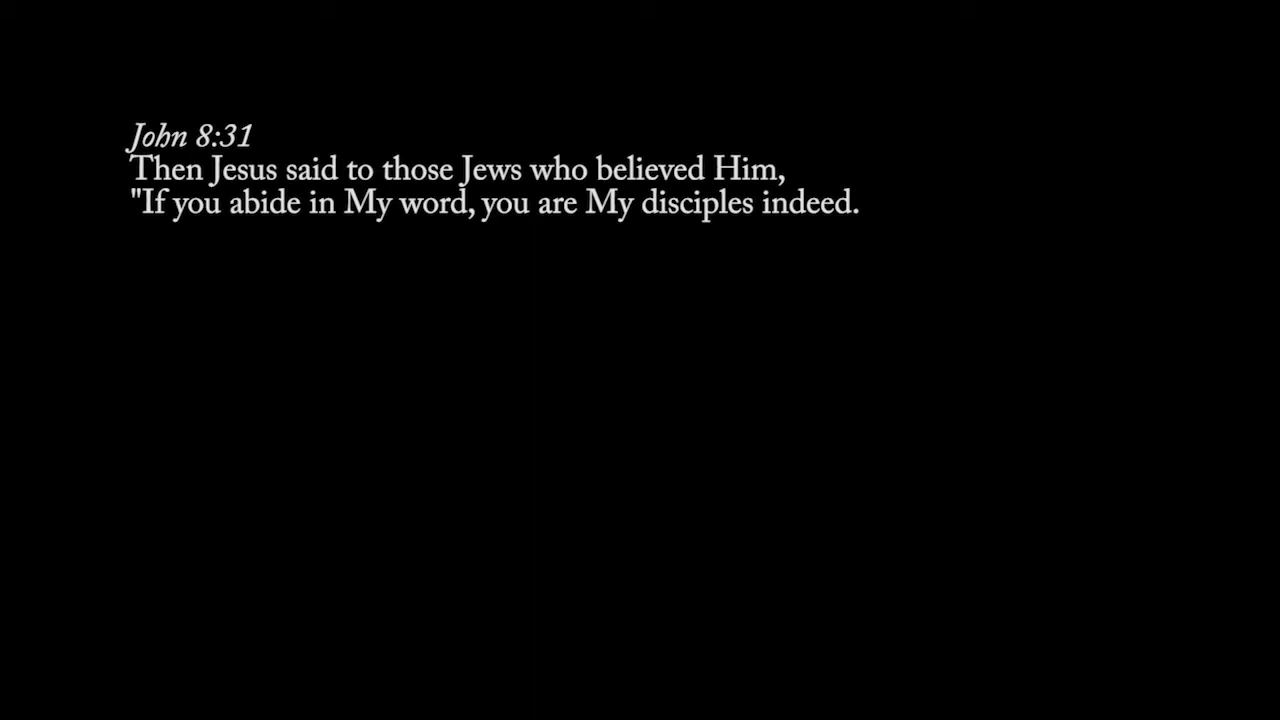 John 8:31
Then Jesus said to those Jews who believed Him,
"If you abide in My word, you are My disciples indeed.